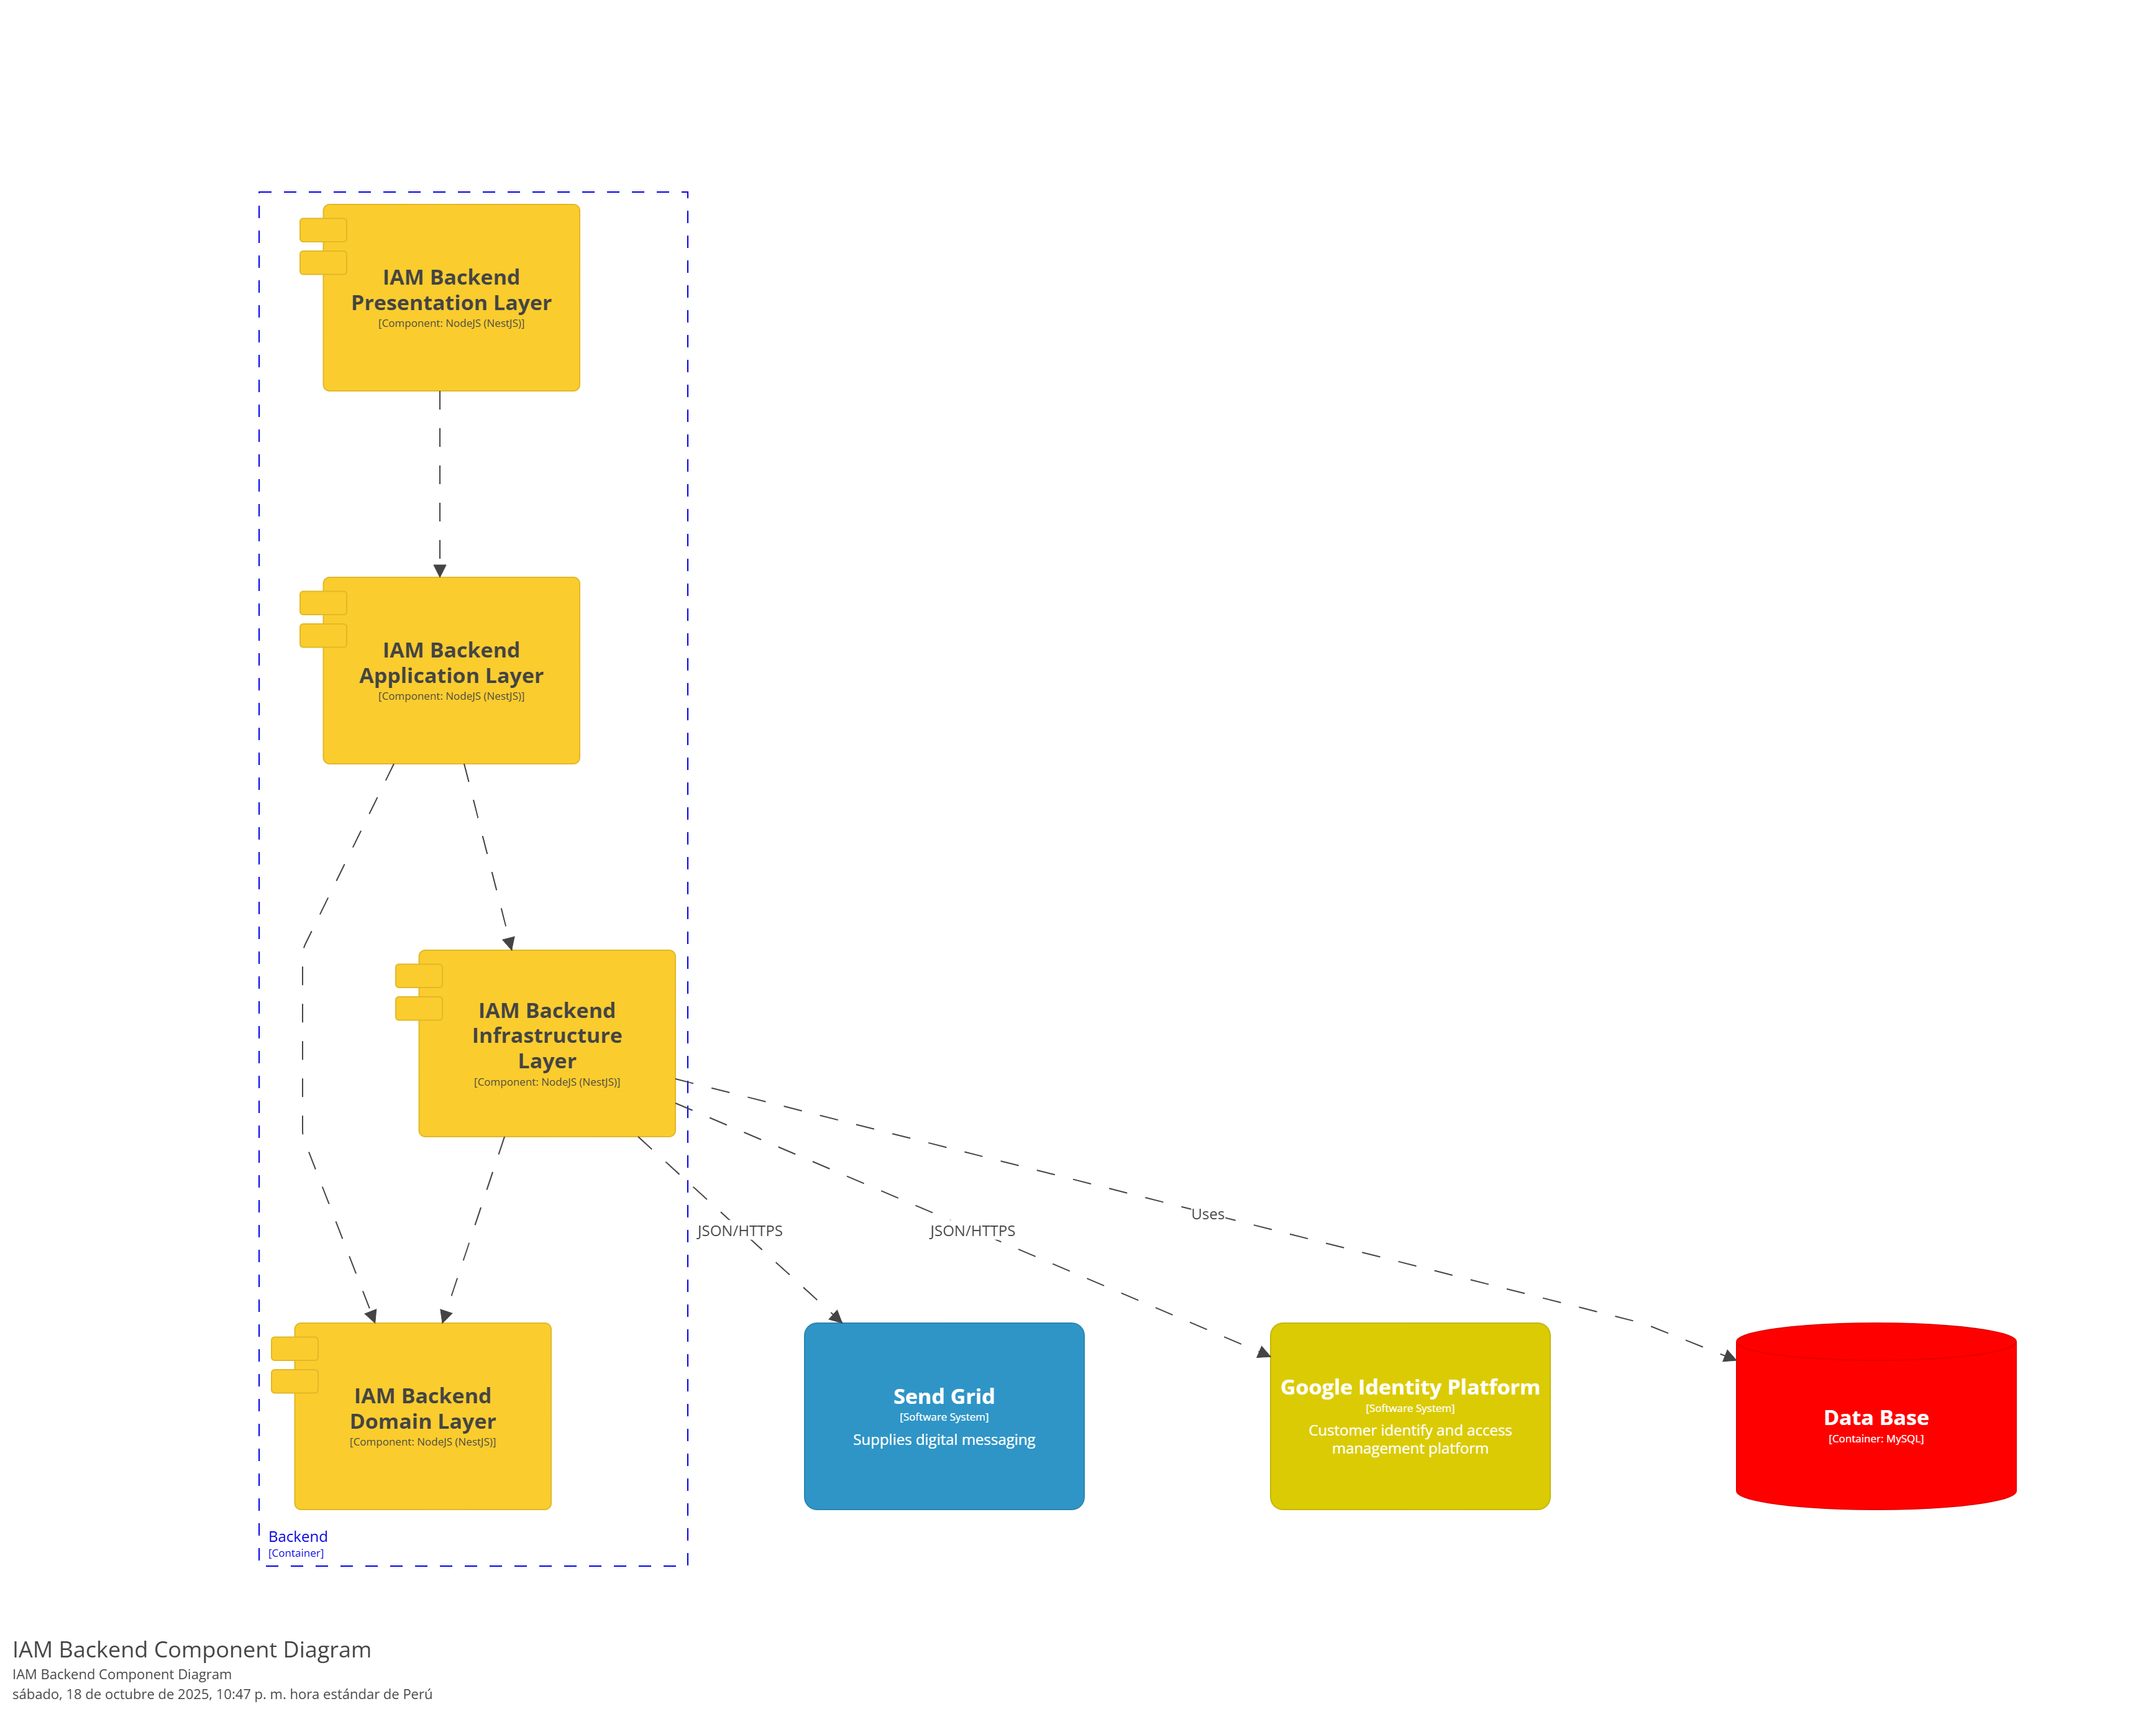 IAM Backend
Presentation Layer
[Component: NodeJS (NestJS)]
IAM Backend
Application Layer
[Component: NodeJS (NestJS)]
IAM Backend
Infrastructure
Layer
[Component: NodeJS (NestJS)]
Uses
JSON/HTTPS
JSON/HTTPS
IAM Backend
Domain Layer
[Component: NodeJS (NestJS)]
Send Grid
[Software System]
Supplies digital messaging
Google Identity Platform
[Software System]
Customer identify and access
management platform
Data Base
[Container: MySQL]
Backend
[Container]
IAM Backend Component Diagram
IAM Backend Component Diagram
sábado, 18 de octubre de 2025, 10:47 p. m. hora estándar de Perú